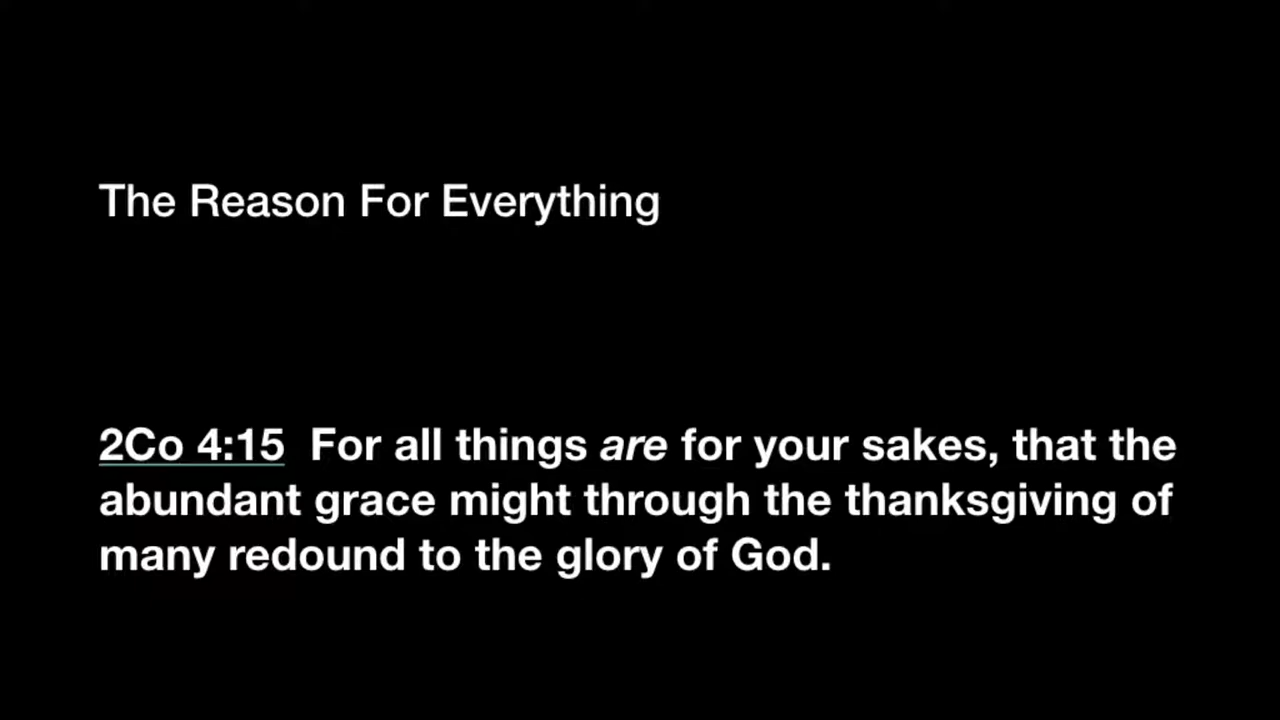 The Reason For Everything
2Co 4:15 For all things are for your sakes, that the
abundant grace might through the thanksgiving of
many redound to the glory of God.